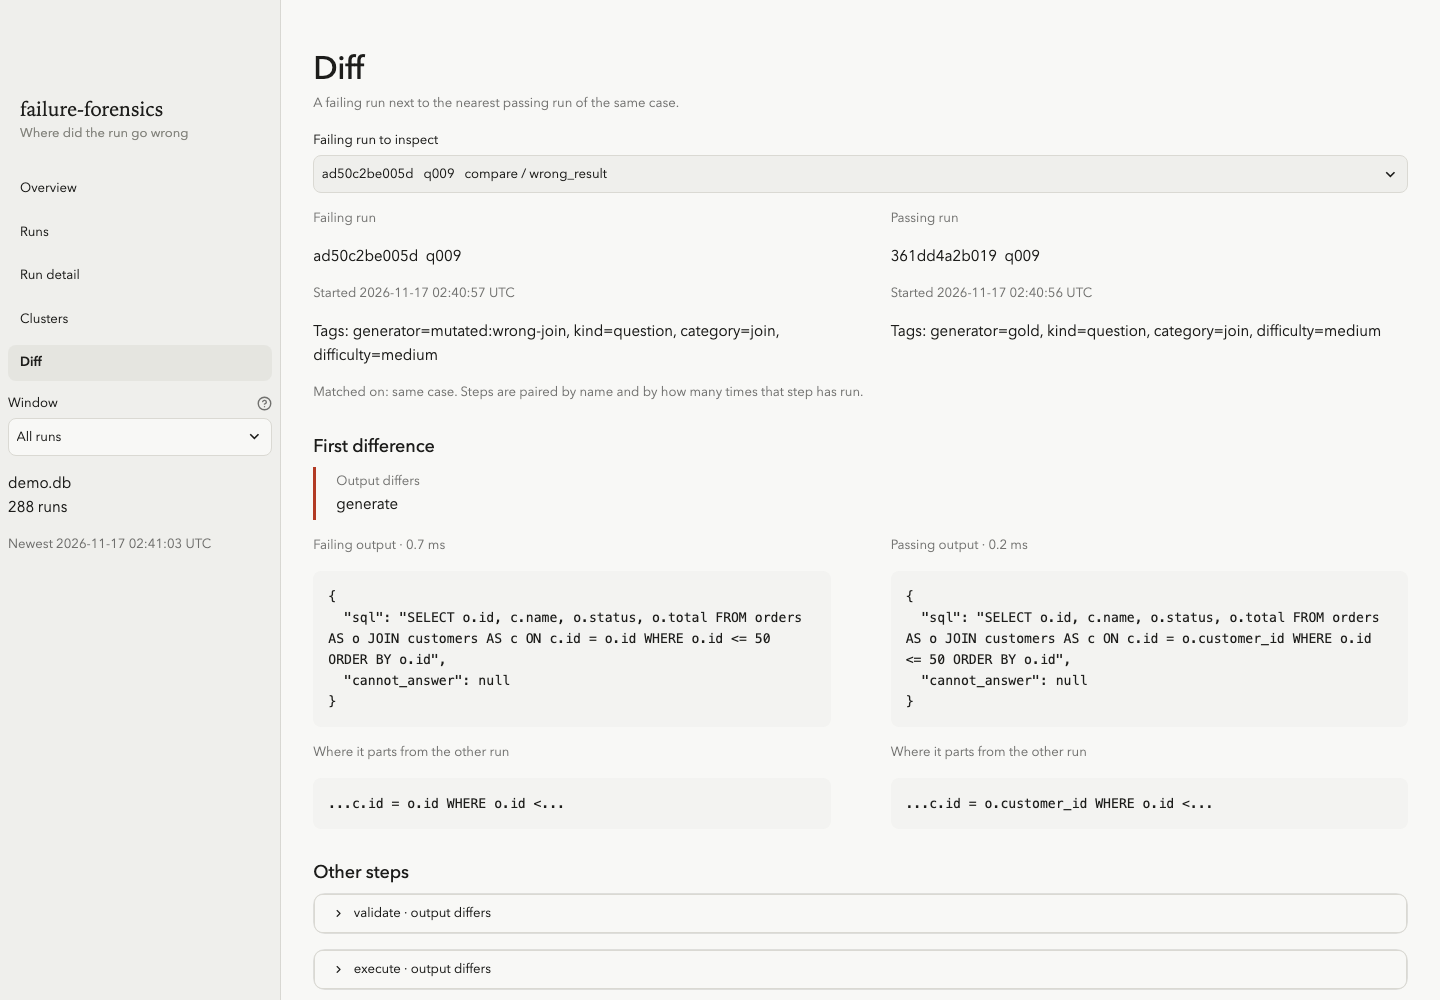 failure-forensics
Where did the run go wrong
Overview
Runs
Run detail
Clusters
Diff
Window
All runs
demo.db
288 runs
Newest 2026-11-17 02:41:03 UTC
Diff
A failing run next to the nearest passing run of the same case.
Failing run to inspect
ad50c2be005d q009 compare / wrong_result
Failing run
ad50c2be005d q009
Started 2026-11-17 02:40:57 UTC
Tags: generator=mutated:wrong-join, kind=question, category=join,
difficulty=medium
Passing run
361dd4a2b019 q009
Started 2026-11-17 02:40:56 UTC
Tags: generator=gold, kind=question, category=join, difficulty=medium
Matched on: same case. Steps are paired by name and by how many times that step has run.
First difference
Output differs
generate
Failing output · 0.7 ms
{
"sql": "SELECT o.id, c.name, o.status, o.total FROM orders
AS o JOIN customers AS c ON c.id = o.id WHERE o.id <= 50
ORDER BY o.id",
"cannot_answer": null
}
Where it parts from the other run
...c.id = o.id WHERE o.id <...
Passing output · 0.2 ms
{
"sql": "SELECT o.id, c.name, o.status, o.total FROM orders
AS o JOIN customers AS c ON c.id = o.customer_id WHERE o.id
<= 50 ORDER BY o.id",
"cannot_answer": null
}
Where it parts from the other run
...c.id = o.customer_id WHERE o.id <...
Other steps
validate · output differs
execute · output differs